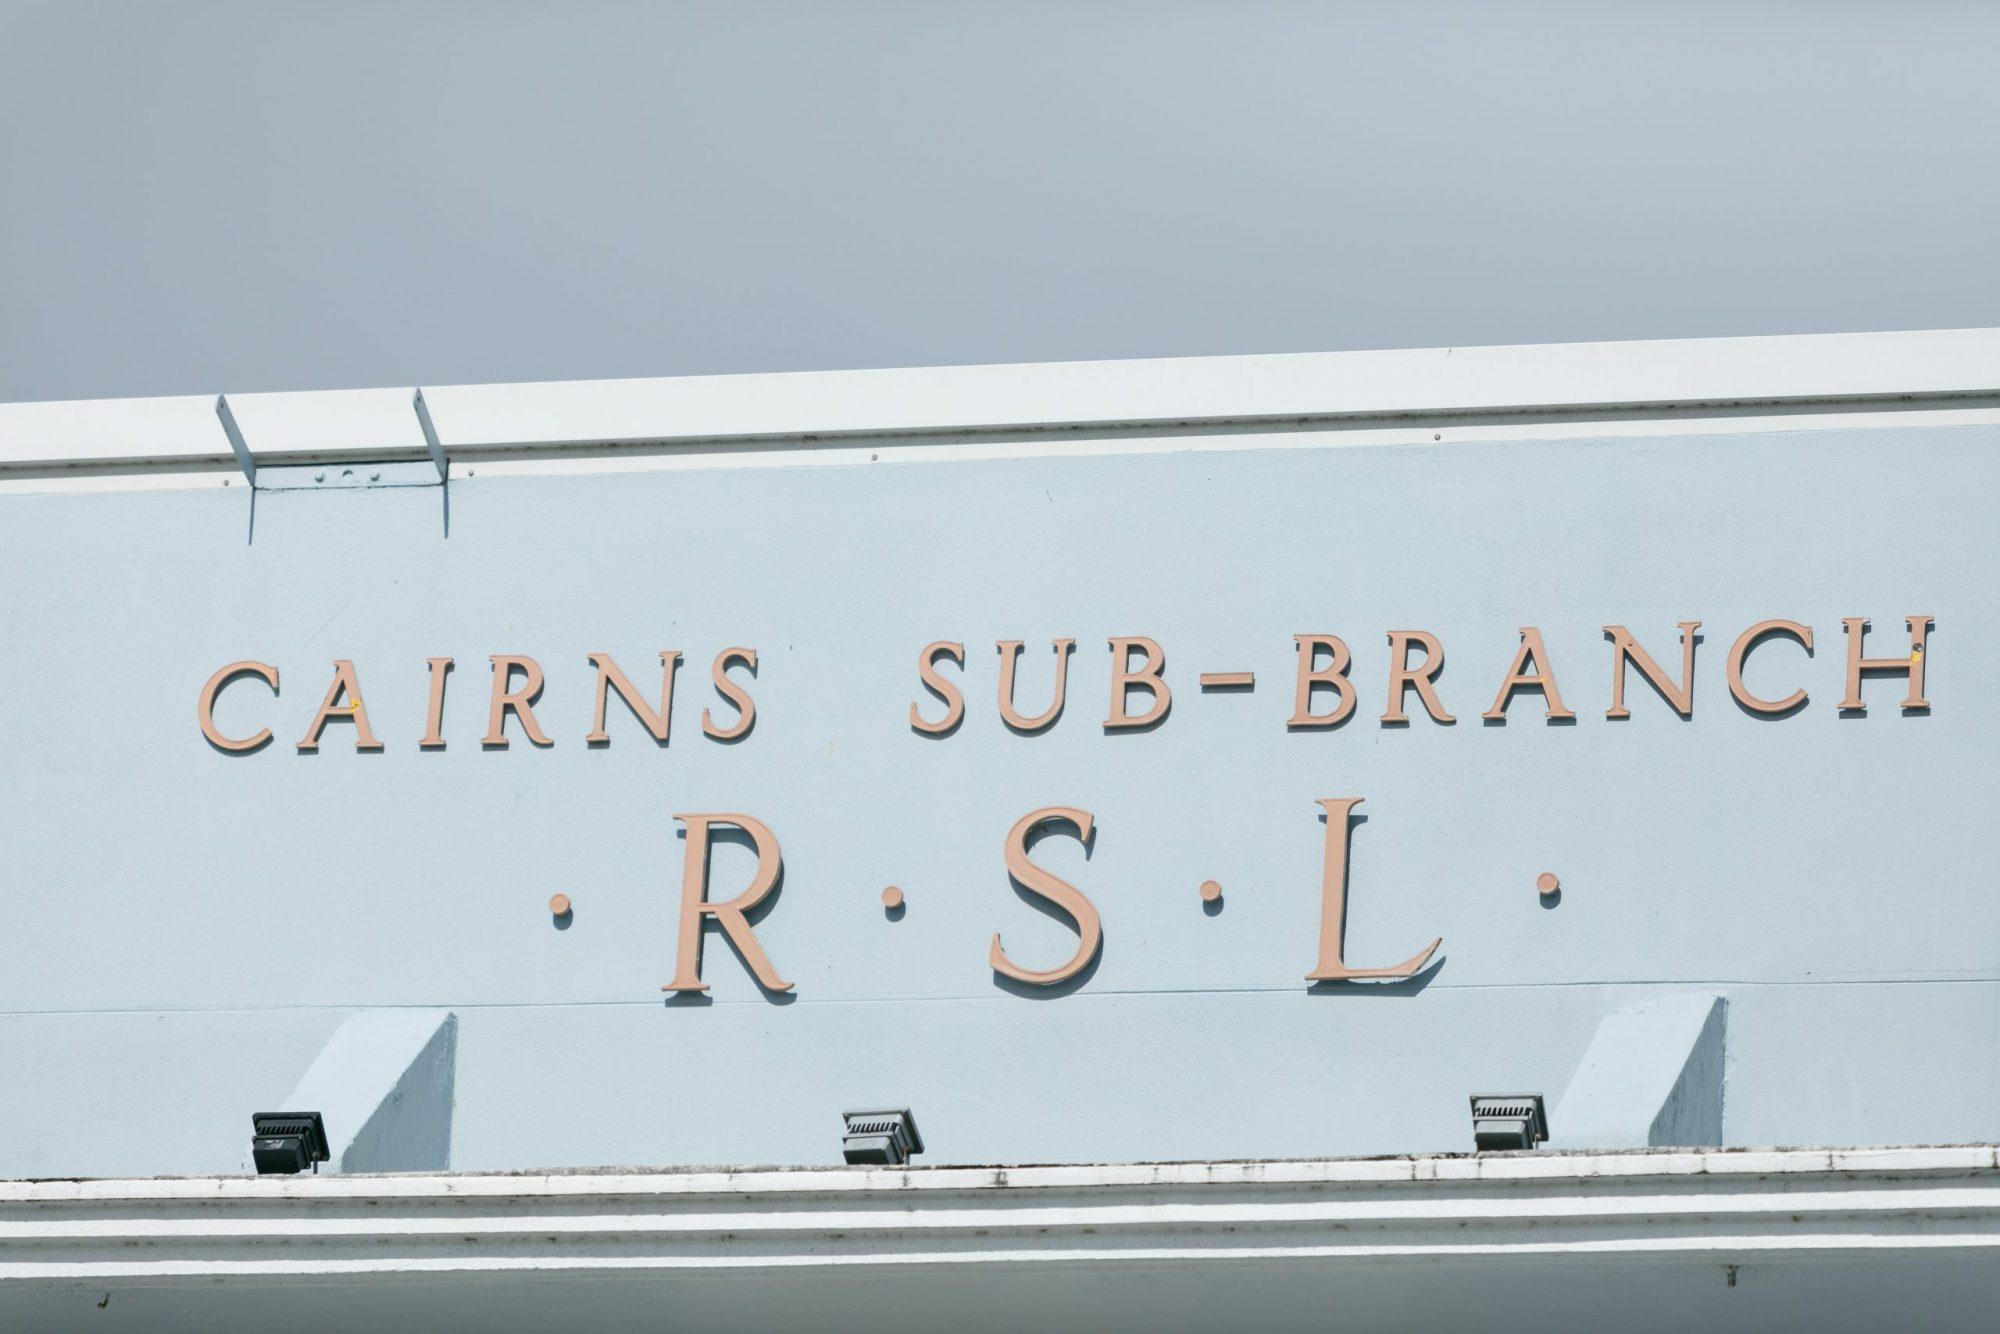 CAIRNS SUB-BRANCH
· R · S · L ·